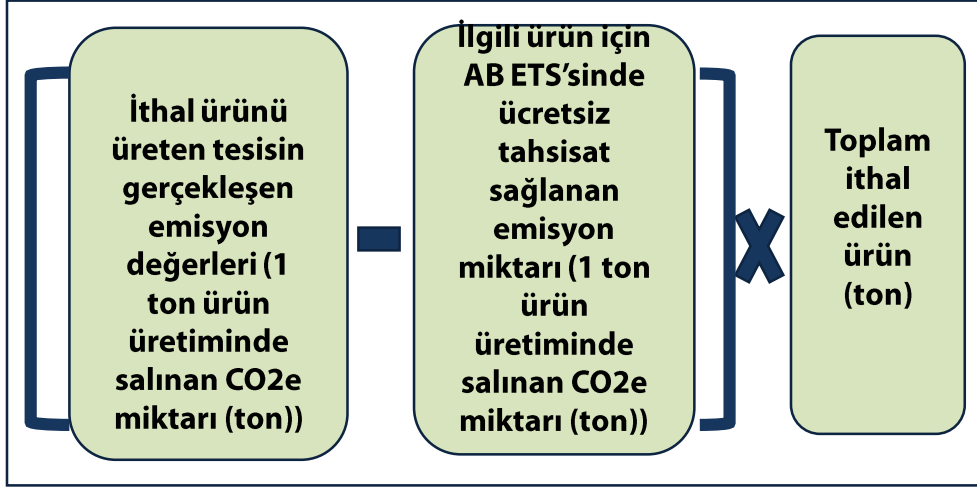 İthal ürünü
üreten tesisin
gerçekleşen
emisyon
değerleri (1
ton ürün
üretiminde
salınan CO2e
miktarı (ton))
İlgili ürün için
AB ETS’sinde
ücretsiz
tahsisat
sağlanan
emisyon
miktarı (1 ton
ürün
üretiminde
salınan CO2e
miktarı (ton))
Toplam
ithal
edilen
ürün
(ton)